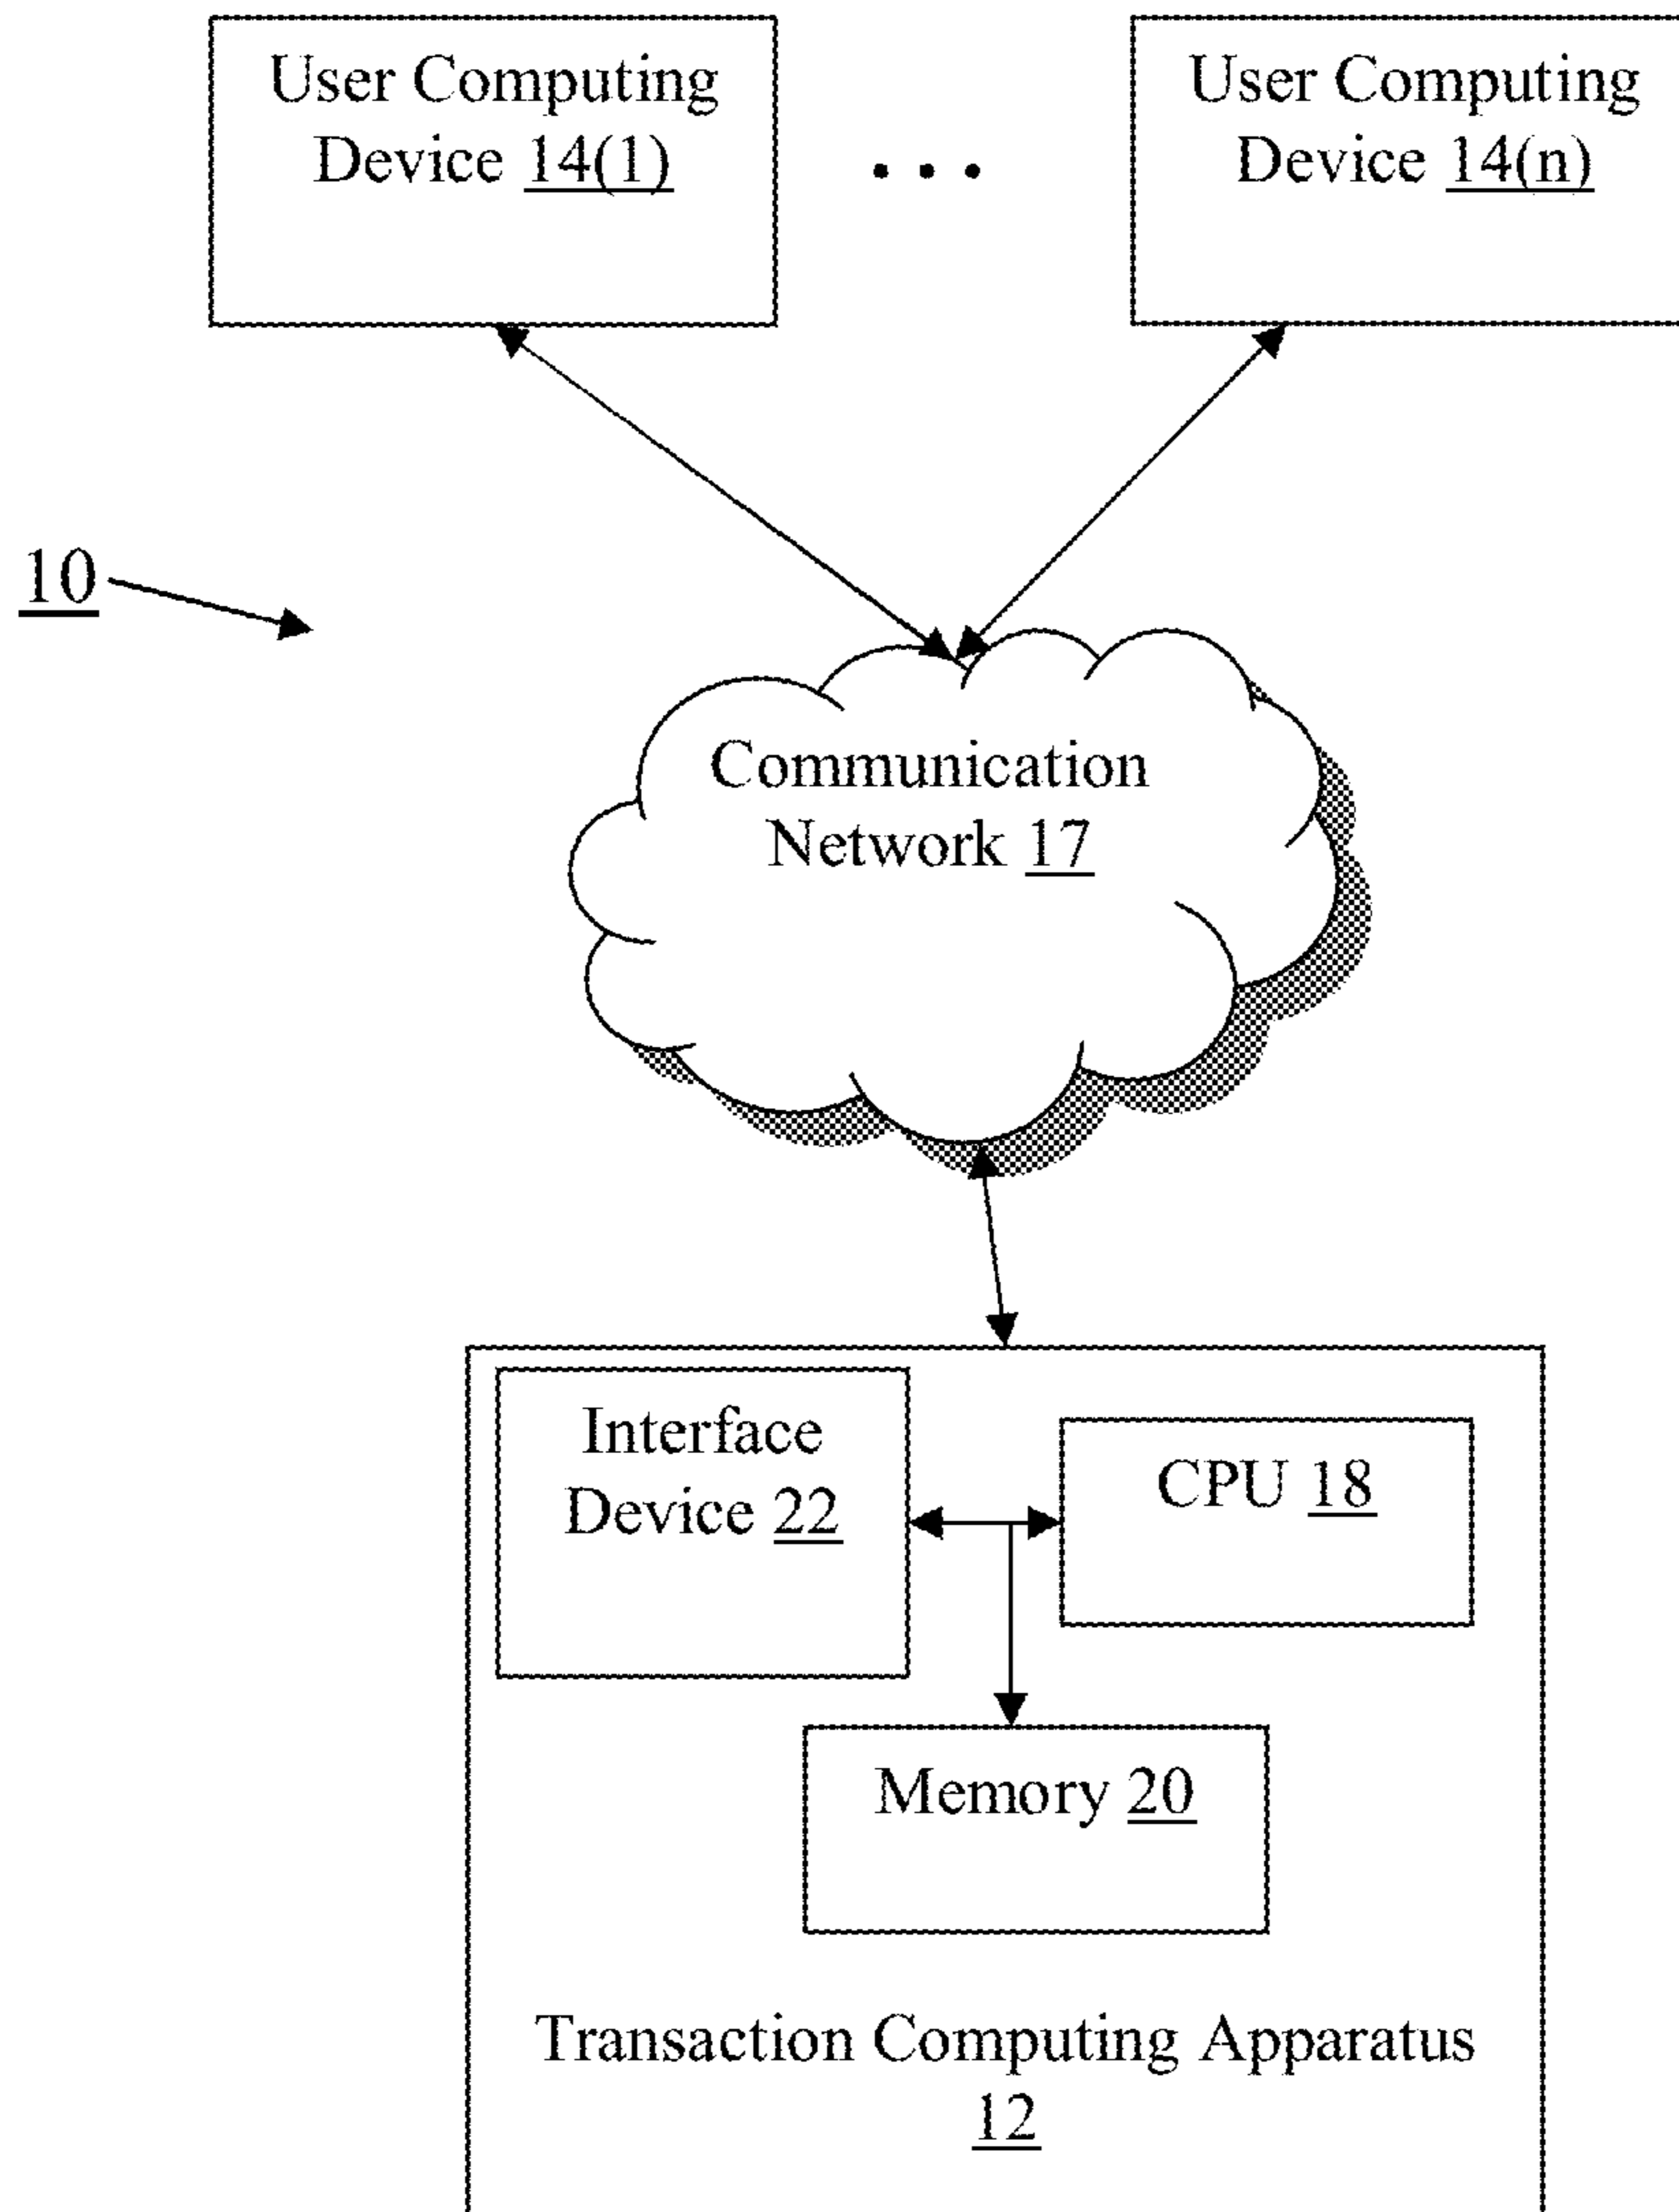 User Computing
Device 14(1)
. . .
User Computing
Device 14(n)
10
Communication
Network 17
Interface
Device 22
CPU 18
Memory 20
Transaction Computing Apparatus
12